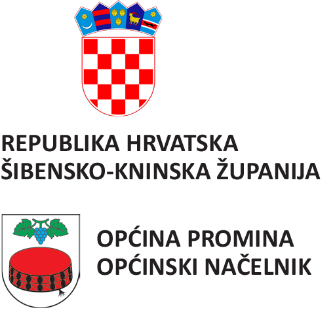 REPUBLIKA HRVATSKA
ŠIBENSKO-KNINSKA ŽUPANIJA
OPĆINA PROMINA
OPĆINSKI NAČELNIK